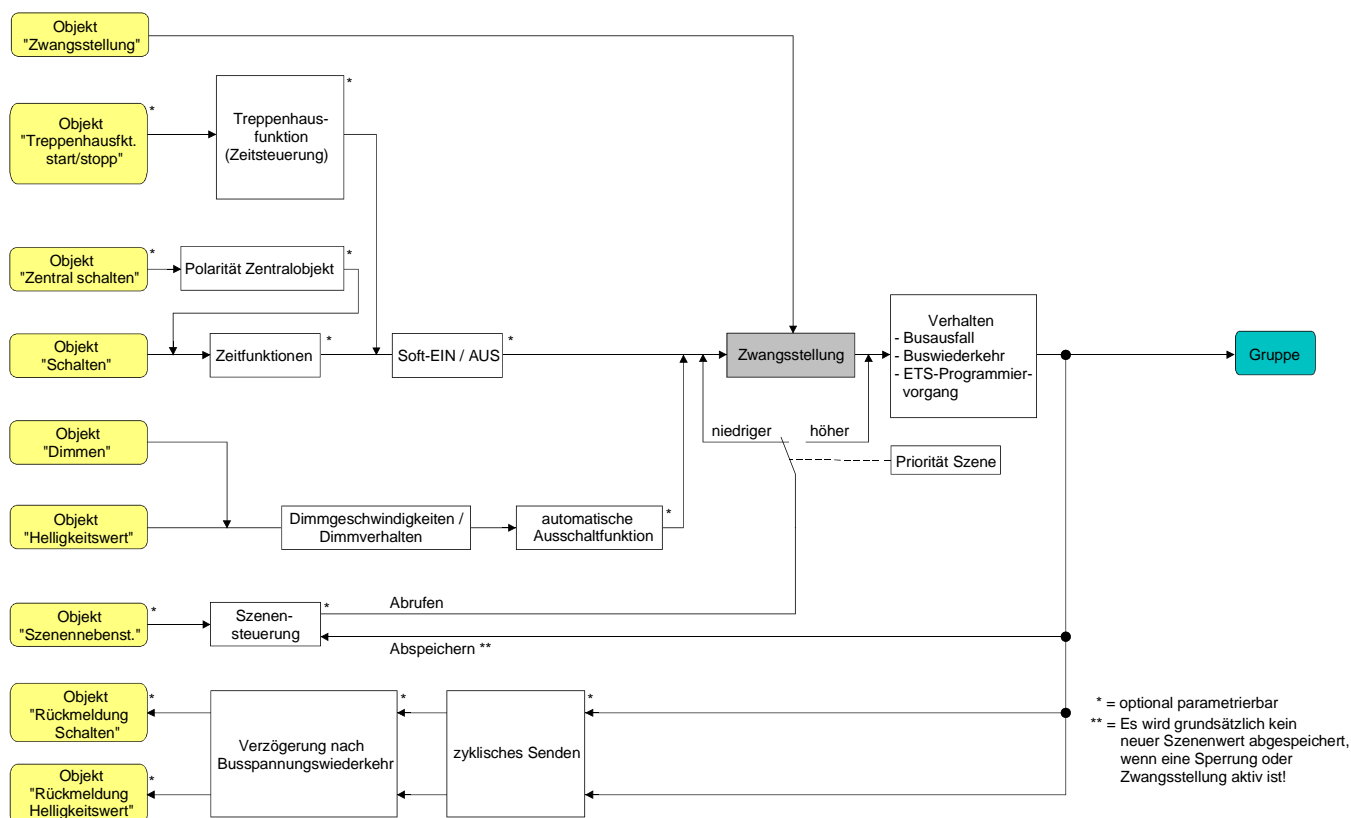 Objekt
"Zwangsstellung"
*
Objekt
"Treppenhausfkt.
start/stopp"
*
Treppenhaus-
funktion
(Zeitsteuerung)
*
Objekt
"Zentral schalten"
*
Polarität Zentralobjekt
*
Objekt
"Schalten"
Zeitfunktionen
*
Soft-EIN / AUS
*
Zwangsstellung
Verhalten
- Busausfall
- Buswiederkehr
- ETS-Programmier-
vorgang
Gruppe
niedriger
höher
Priorität Szene
Objekt
"Dimmen"
Objekt
"Helligkeitswert"
Dimmgeschwindigkeiten /
Dimmverhalten
automatische
Ausschaltfunktion
*
Objekt
"Szenennebenst."
*
Szenen-
steuerung
*
Abrufen
Abspeichern **
Objekt
"Rückmeldung
Schalten"
*
Verzögerung nach
Busspannungswiederkehr
*
zyklisches Senden
*
Objekt
"Rückmeldung
Helligkeitswert"
*
* = optional parametrierbar
** = Es wird grundsätzlich kein
neuer Szenenwert abgespeichert,
wenn eine Sperrung oder
Zwangsstellung aktiv ist!